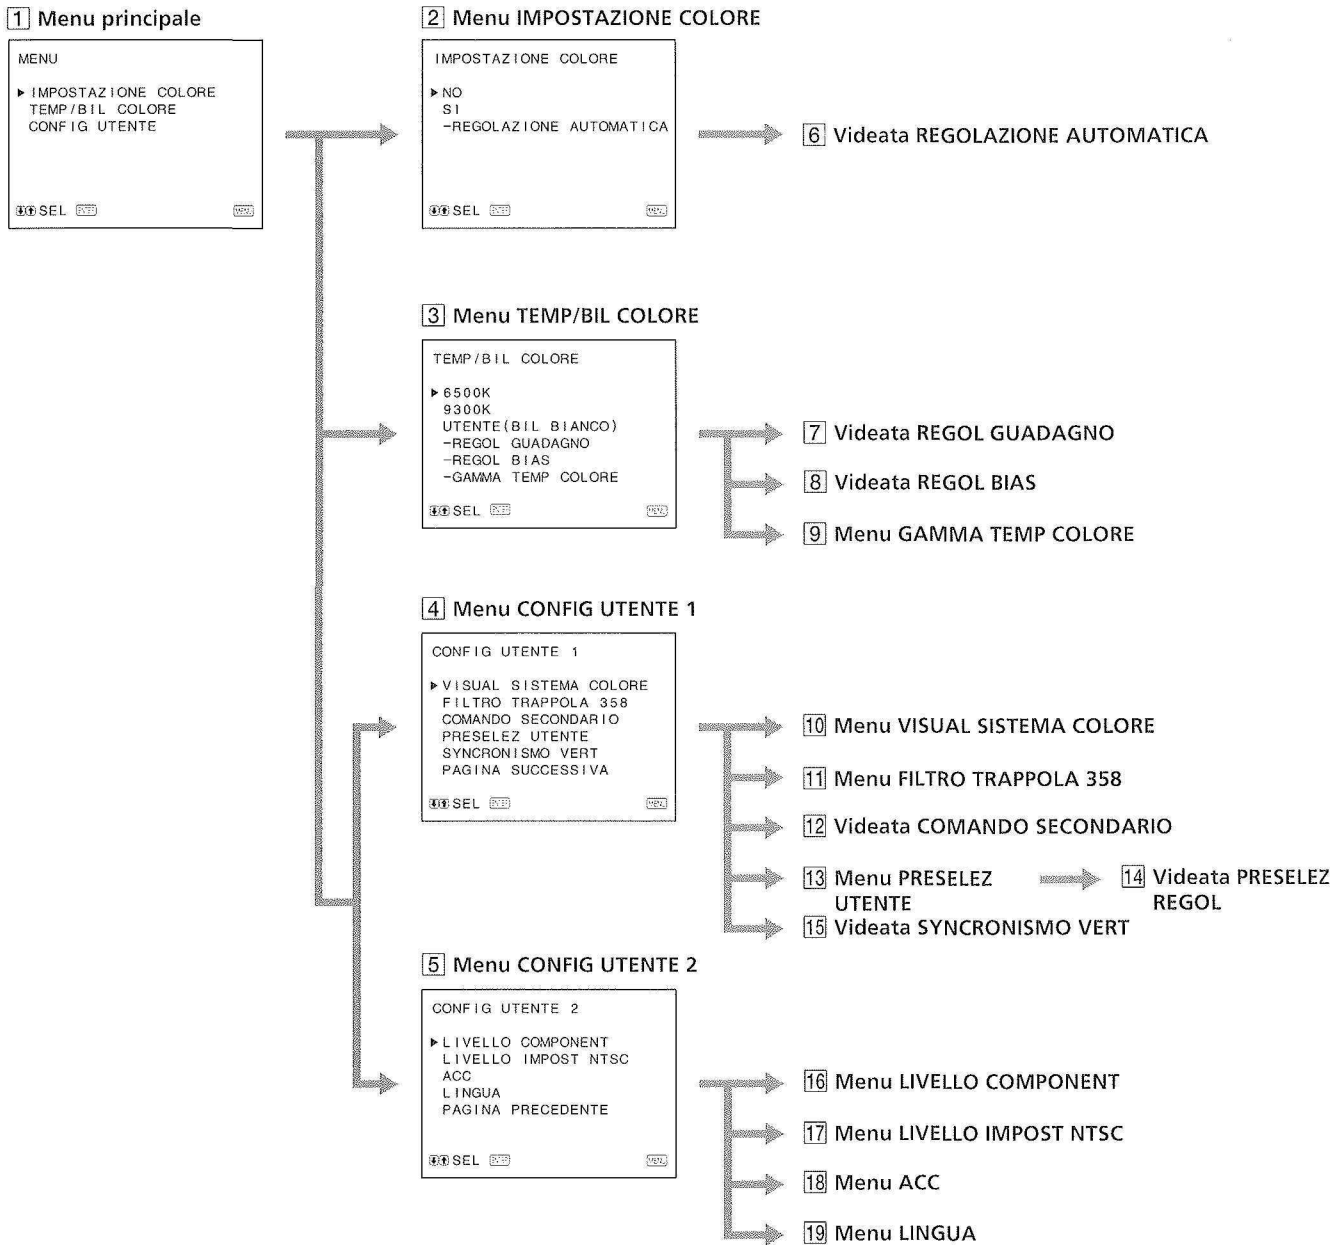 1 Menu principale
MENU
▶ IMPOSTAZIONE COLORE
TEMP/BIL COLORE
CONFIG UTENTE
SEL
MENU
2 Menu IMPOSTAZIONE COLORE
IMPOSTAZIONE COLORE
▶ NO
SI
–REGOLAZIONE AUTOMATICA
SEL
MENU
6 Videata REGOLAZIONE AUTOMATICA
3 Menu TEMP/BIL COLORE
TEMP/BIL COLORE
▶ 6500K
9300K
UTENTE(BIL BIANCO)
–REGOL GUADAGNO
–REGOL BIAS
–GAMMA TEMP COLORE
SEL
MENU
7 Videata REGOL GUADAGNO
8 Videata REGOL BIAS
9 Menu GAMMA TEMP COLORE
4 Menu CONFIG UTENTE 1
CONFIG UTENTE 1
▶ VISUAL SISTEMA COLORE
FILTRO TRAPPOLA 358
COMANDO SECONDARIO
PRESELEZ UTENTE
SYNCRONISMO VERT
PAGINA SUCCESSIVA
SEL
MENU
10 Menu VISUAL SISTEMA COLORE
11 Menu FILTRO TRAPPOLA 358
12 Videata COMANDO SECONDARIO
13 Menu PRESELEZ
UTENTE
14 Videata PRESELEZ
REGOL
15 Videata SYNCRONISMO VERT
5 Menu CONFIG UTENTE 2
CONFIG UTENTE 2
▶ LIVELLO COMPONENT
LIVELLO IMPOST NTSC
ACC
LINGUA
PAGINA PRECEDENTE
SEL
MENU
16 Menu LIVELLO COMPONENT
17 Menu LIVELLO IMPOST NTSC
18 Menu ACC
19 Menu LINGUA